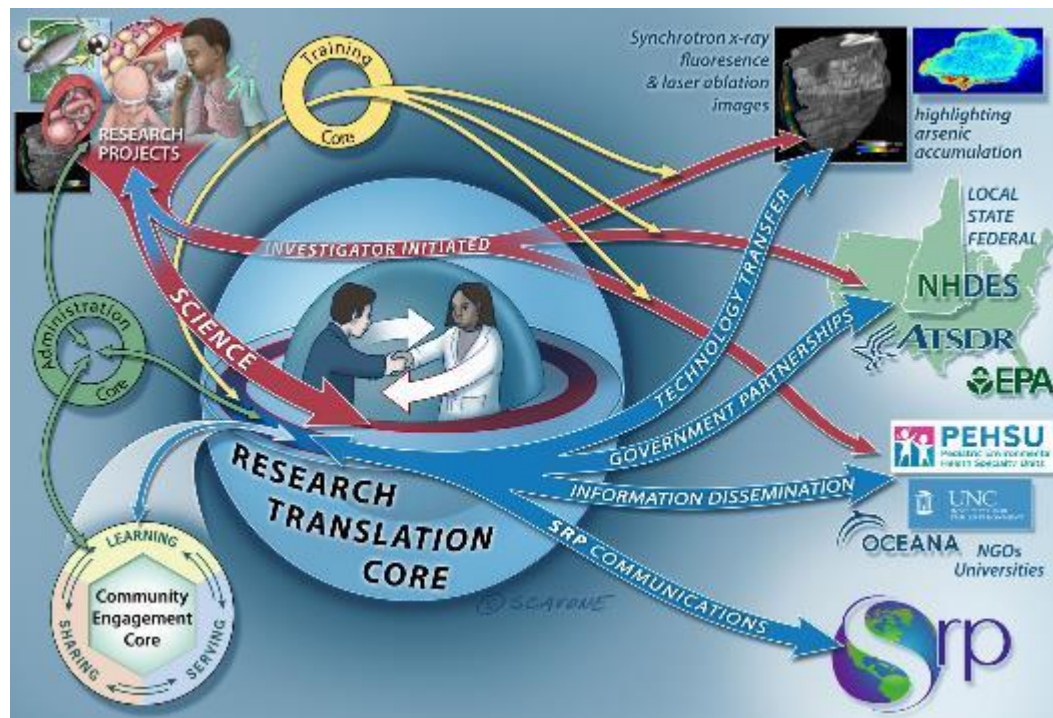 RESEARCH
PROJECTS
Training
Core
Synchrotron x-ray
fluoresence
& laser ablation
images
highlighting
arsenic
accumulation
LOCAL
STATE
FEDERAL
INVESTIGATOR INITIATED
SCIENCE
TECHNOLOGY TRANSFER
NHDES
ATSDR
EPA
Administration
Core
GOVERNMENT PARTNERSHIPS
PEHSU
Pediatric Environmental
Health Specialty Units
RESEARCH
TRANSLATION
CORE
INFORMATION DISSEMINATION
UNC
OCEANA
NGOs
Universities
SRP COMMUNICATIONS
LEARNING
Community
Engagement
Core
SHARING
SERVING
© SCAVONE
Srp